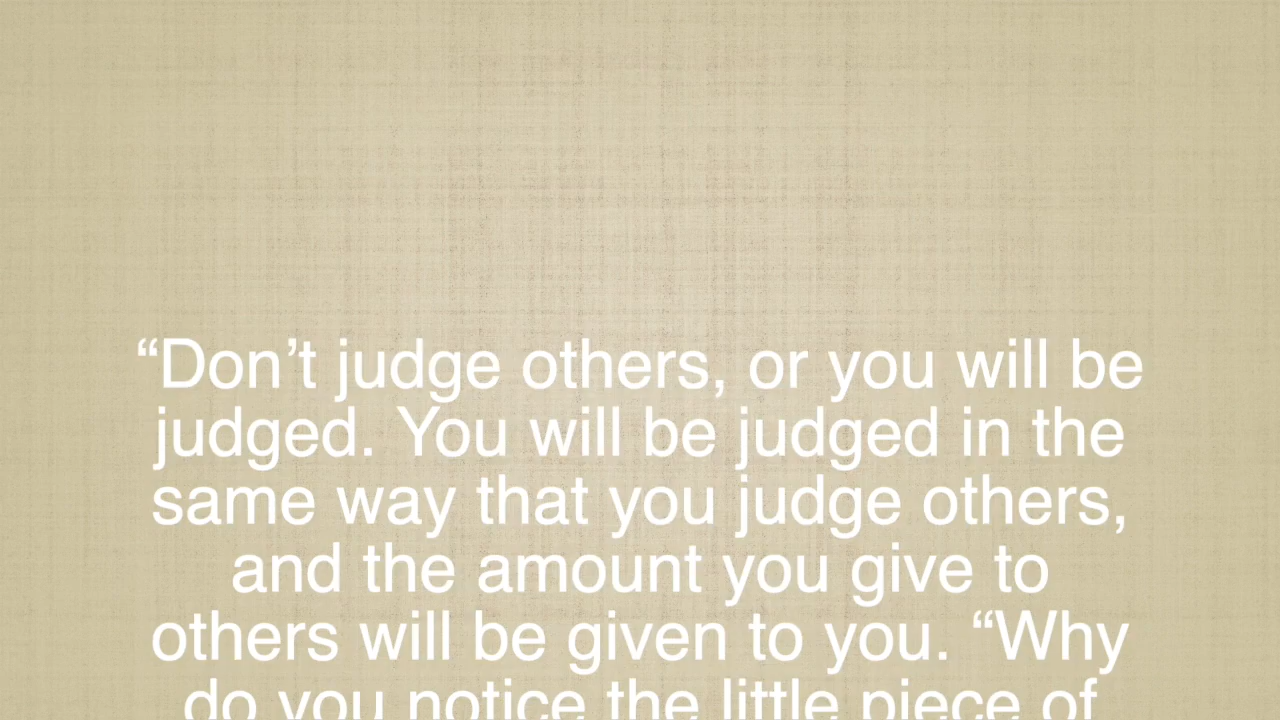 “Don’t judge others, or you will be
judged. You will be judged in the
same way that you judge others,
and the amount you give to
others will be given to you. “Why
do you notice the little piece of